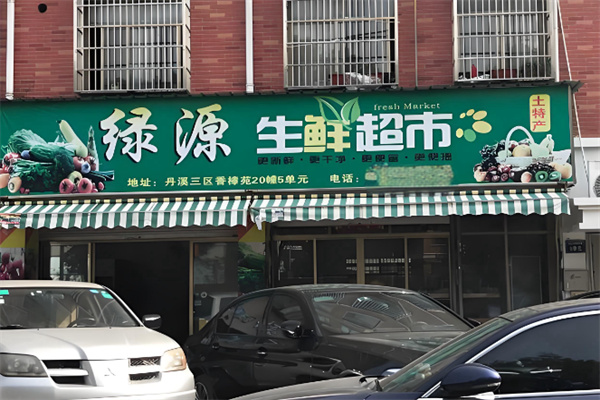 fresh Market
绿源 生鲜超市
土特产
更新鲜·更干净·更便宜·更便捷
地址：丹溪三区香樟苑20幢5单元 电话：